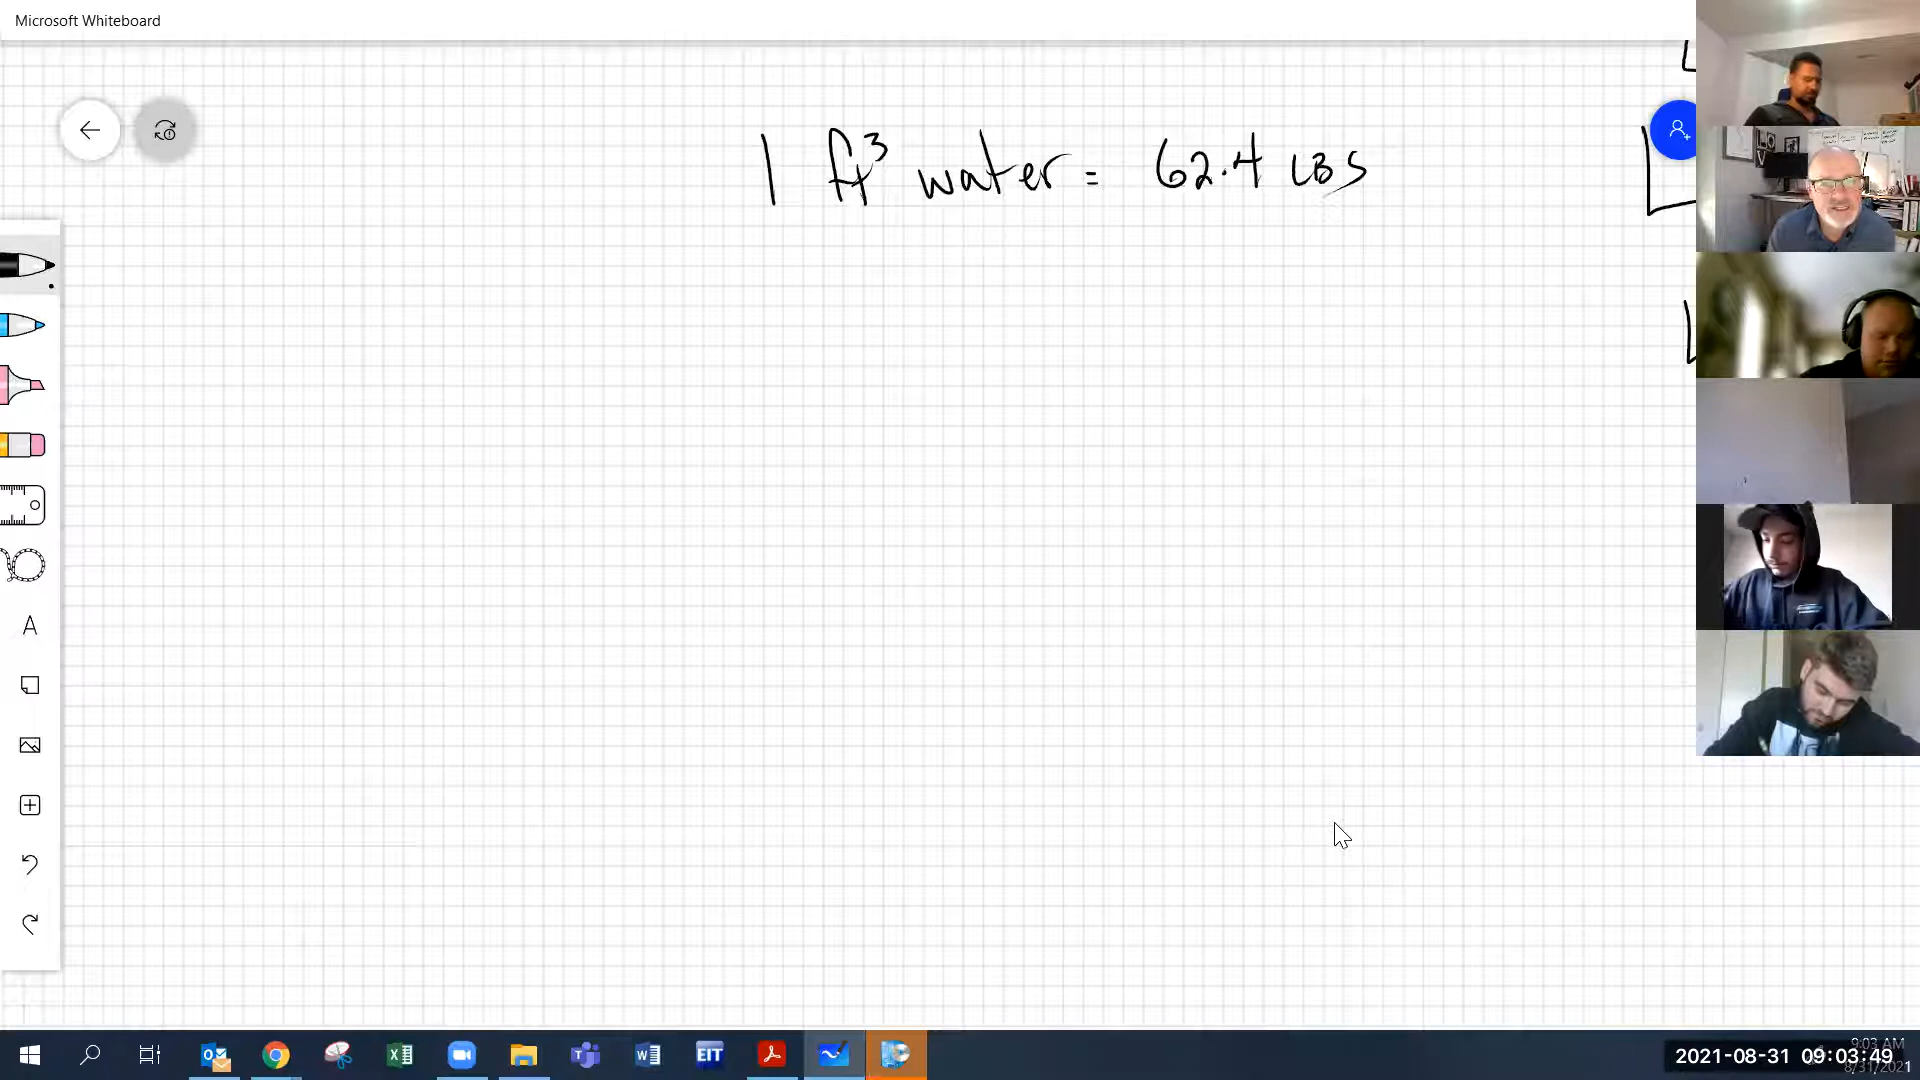 Microsoft Whiteboard
1 ft³ water = 62.4 LBS
A
EIT
9:03 AM
2021-08-31 09:03:49
8/31/2021